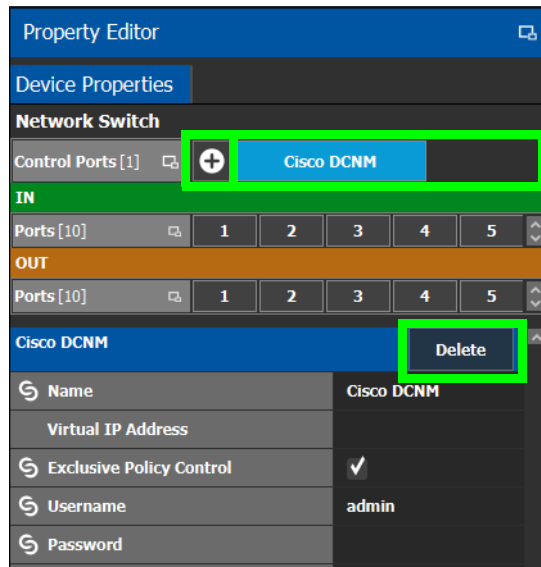 Property Editor
Device Properties
Network Switch
Control Ports [1] Cisco DCNM
IN
Ports [10] 1 2 3 4 5
OUT
Ports [10] 1 2 3 4 5
Cisco DCNM Delete
Name Cisco DCNM
Virtual IP Address
Exclusive Policy Control
Username admin
Password